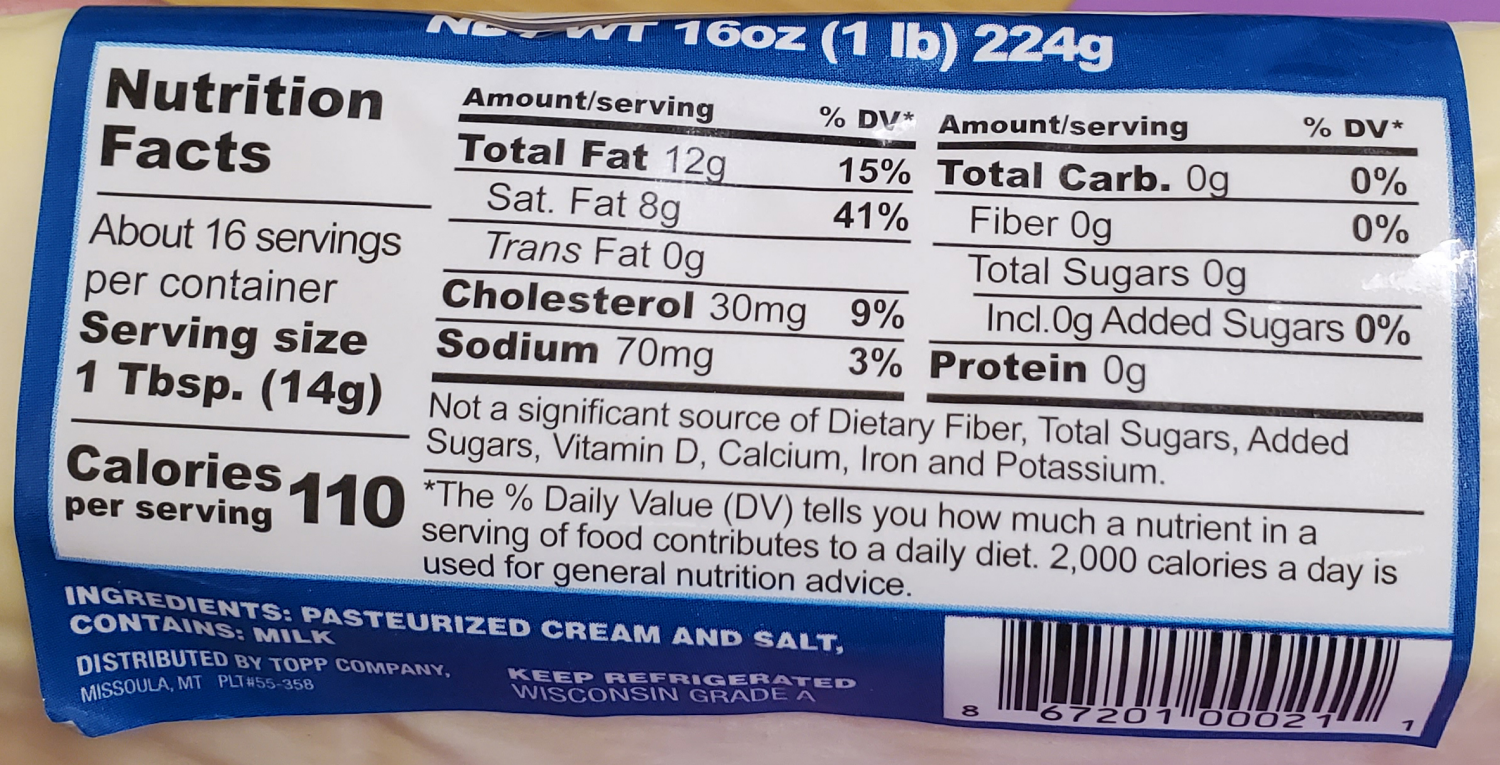 NET WT 16oz (1 lb) 224g
Nutrition
Facts
About 16 servings
per container
Serving size
1 Tbsp. (14g)
Calories 110
per serving
Amount/serving % DV*
Total Fat 12g 15%
Sat. Fat 8g 41%
Trans Fat 0g
Cholesterol 30mg 9%
Sodium 70mg 3%
Amount/serving % DV*
Total Carb. 0g 0%
Fiber 0g 0%
Total Sugars 0g
Incl.0g Added Sugars 0%
Protein 0g
Not a significant source of Dietary Fiber, Total Sugars, Added
Sugars, Vitamin D, Calcium, Iron and Potassium.
*The % Daily Value (DV) tells you how much a nutrient in a
serving of food contributes to a daily diet. 2,000 calories a day is
used for general nutrition advice.
INGREDIENTS: PASTEURIZED CREAM AND SALT,
CONTAINS: MILK
DISTRIBUTED BY TOPP COMPANY,
MISSOULA, MT PLT#55-358
KEEP REFRIGERATED
WISCONSIN GRADE A
8 67201 00021 1